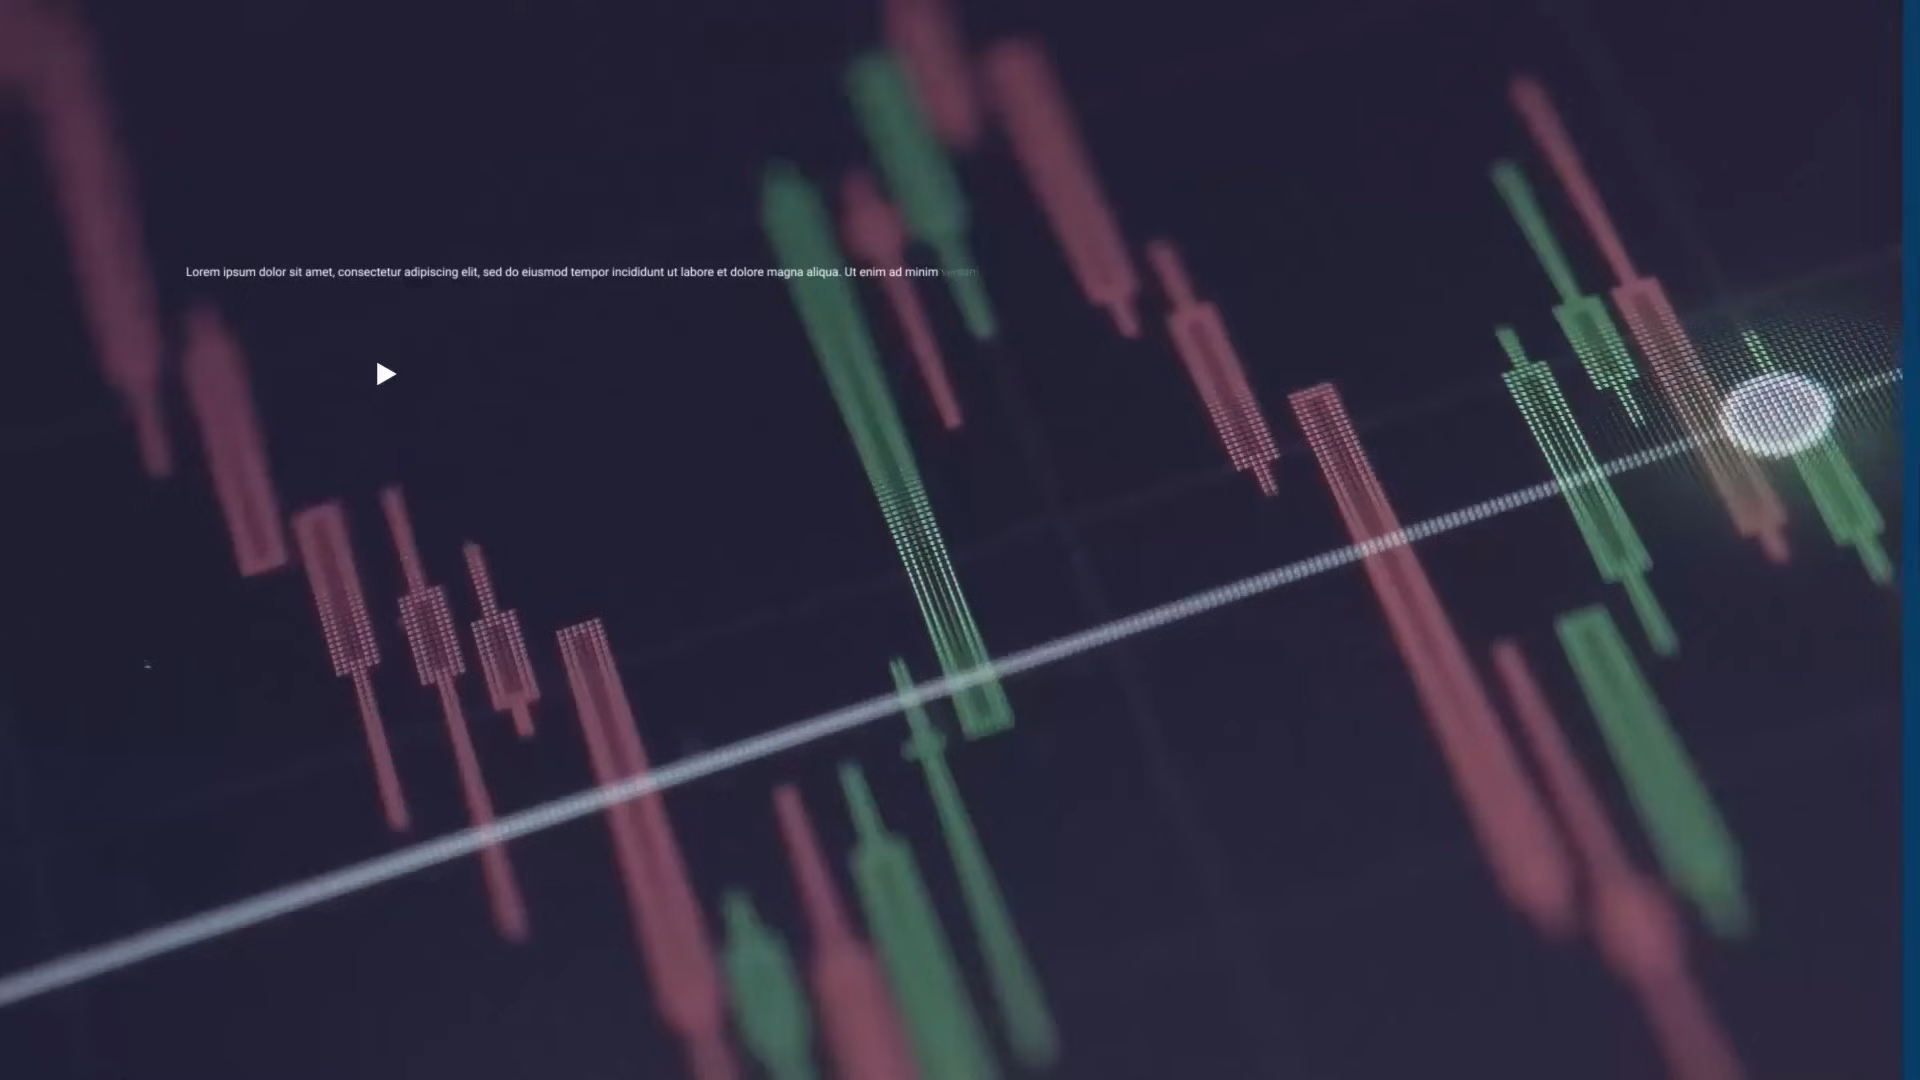 Lorem ipsum dolor sit amet, consectetur adipiscing elit, sed do eiusmod tempor incididunt ut labore et dolore magna aliqua. Ut enim ad minim veniam